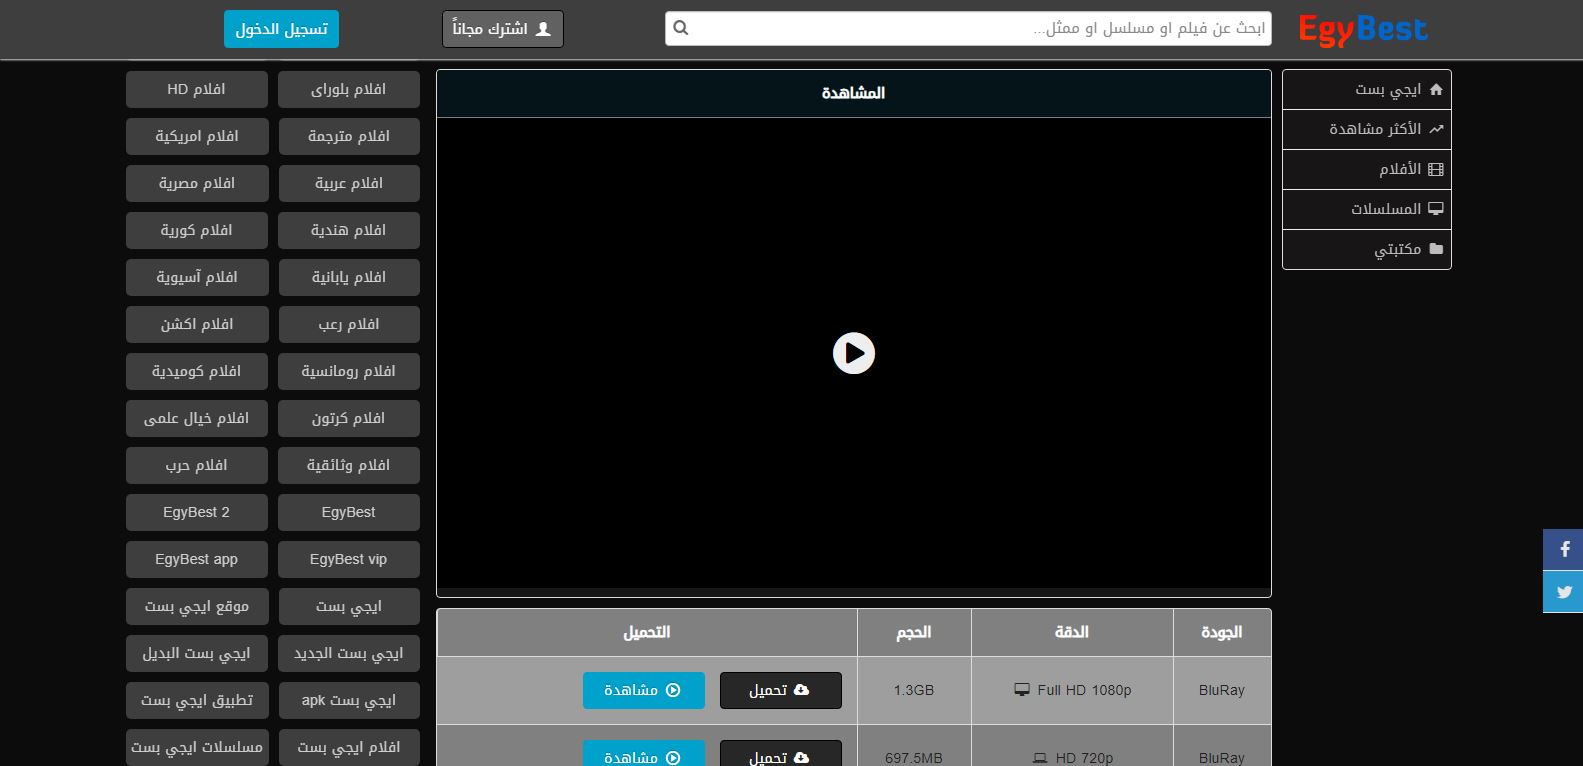 EgyBest
ابحث عن فيلم او مسلسل او ممثل...
اشترك مجاناً
تسجيل الدخول
ايجي بست
الأكثر مشاهدة
الأفلام
المسلسلات
مكتبتي
المشاهدة
الجودة الدقة الحجم التحميل
BluRay Full HD 1080p 1.3GB تحميل مشاهدة
BluRay HD 720p 697.5MB تحميل مشاهدة
افلام بلوراى افلام HD
افلام مترجمة افلام امريكية
افلام عربية افلام مصرية
افلام هندية افلام كورية
افلام يابانية افلام آسيوية
افلام رعب افلام اكشن
افلام رومانسية افلام كوميدية
افلام كرتون افلام خيال علمى
افلام وثائقية افلام حرب
EgyBest EgyBest 2
EgyBest vip EgyBest app
ايجي بست موقع ايجي بست
ايجي بست الجديد ايجي بست البديل
ايجي بست apk تطبيق ايجي بست
افلام ايجي بست مسلسلات ايجي بست